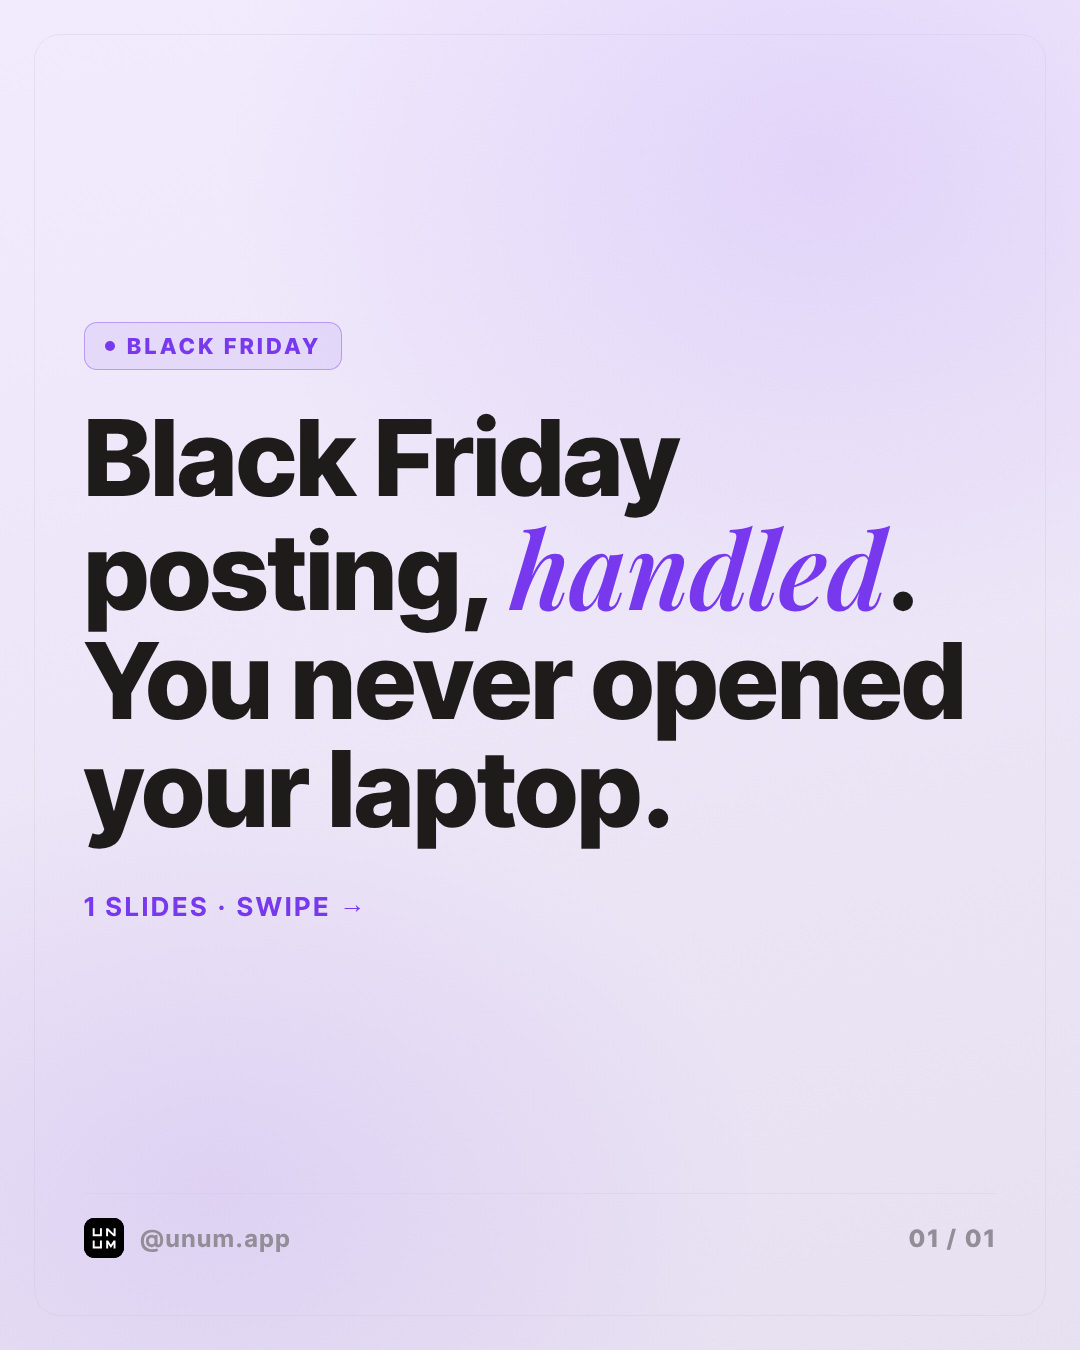 • BLACK FRIDAY
Black Friday
posting, handled.
You never opened
your laptop.
1 SLIDES · SWIPE →
UN
UM
@unum.app
01 / 01